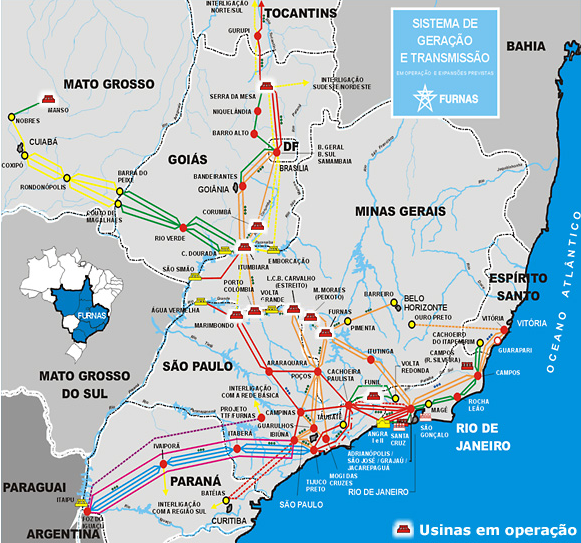 INTERLIGAÇÃO
NORTE SUL
TOCANTINS
GURUPI
SISTEMA DE
GERAÇÃO
E TRANSMISSÃO
EM OPERAÇÃO E EXPANSÕES PREVISTAS
FURNAS
BAHIA
MATO GROSSO
MANSO
SERRA DA MESA
INTERLIGAÇÃO
SUDESTE-NORDESTE
NIQUELÂNDIA
NOBRES
CUIABÁ
BARRO ALTO
COXIPÓ
GOIÁS
DF
B. GERAL
B. SUL
SAMAMBAIA
BRASÍLIA
BARRA DO
PEIXE
BANDEIRANTES
GOIÂNIA
RONDONÓPOLIS
COUTO DE
MAGALHÃES
CORUMBÁ
MINAS GERAIS
RIO VERDE
C. DOURADA
ITUMBIARA
EMBORCAÇÃO
SÃO SIMÃO
PORTO
COLÔMBIA
L.C.B. CARVALHO
(ESTREITO)
VOLTA
GRANDE
M. MORAES
(PEIXOTO)
BARREIRO
BELO
HORIZONTE
ESPÍRITO
SANTO
OCEANO ATLÂNTICO
ÁGUA VERMELHA
FURNAS
OURO PRETO
VITÓRIA
VITÓRIA
MARIMBONDO
PIMENTA
CACHOEIRO
DO ITAPEMIRIM
GUARAPARI
FURNAS
MATO GROSSO
DO SUL
SÃO PAULO
ARARAQUARA
POÇOS
CACHOEIRA
PAULISTA
ITUTINGA
VOLTA
REDONDA
CAMPOS
(R. SILVEIRA)
CAMPOS
INTERLIGAÇÃO
COM A REDE BÁSICA
FUNIL
PROJETO
TIF FURNAS
CAMPINAS
GUARULHOS
TAUBATÉ
MAGÉ
ROCHA
LEÃO
IVAIPORÃ
ITABERÁ
IBIÚNA
ANGRA
I e II
SANTA
CRUZ
SÃO
GONÇALO
RIO DE
JANEIRO
ADRIANÓPOLIS /
SÃO JOSÉ / GRAJAÚ /
JACAREPAGUÁ
TIJUCO
PRETO
MOGI DAS
CRUZES
RIO DE JANEIRO
SÃO PAULO
PARAGUAI
ITAIPU
PARANÁ
BATÉIAS
INTERLIGAÇÃO
COM A REGIÃO SUL
FOZ DO
IGUAÇU
CURITIBA
ARGENTINA
Usinas em operação